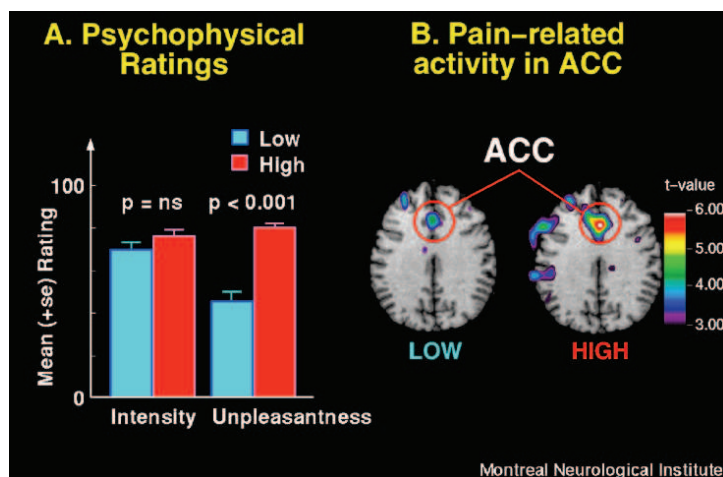 A. Psychophysical
Ratings
B. Pain-related
activity in ACC
Low
High
p = ns
p < 0.001
100
0
Mean (+se) Rating
Intensity
Unpleasantness
ACC
LOW
HIGH
t-value
6.00
5.00
4.00
3.00
Montreal Neurological Institute